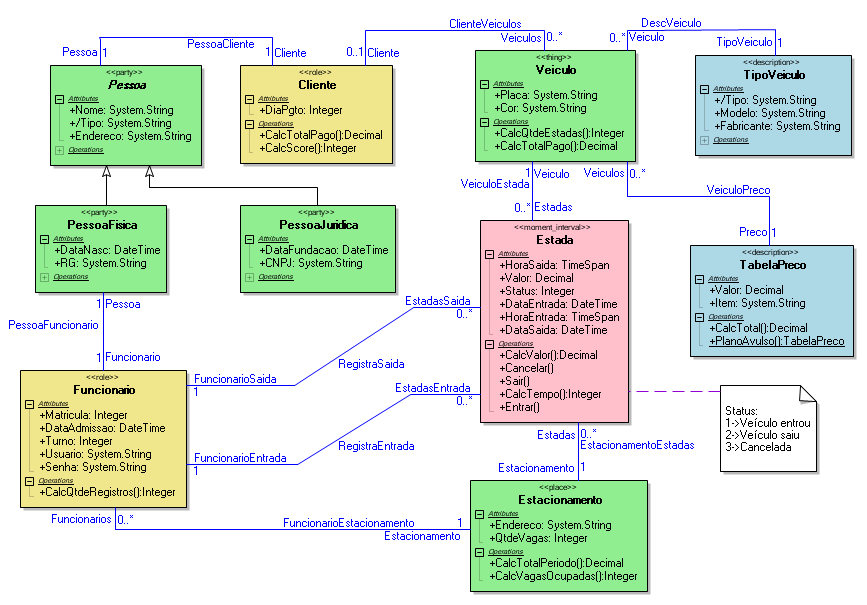 ClienteVeiculos
DescVeiculo
Pessoa 1
PessoaCliente
1 Cliente
0..1 Cliente
Veiculos 0..*
0..* Veiculo
TipoVeiculo 1
<<party>>
Pessoa
Attributes
+Nome: System.String
+/Tipo: System.String
+Endereco: System.String
Operations
<<role>>
Cliente
Attributes
+DiaPgto: Integer
Operations
+CalcTotalPago():Decimal
+CalcScore():Integer
<<thing>>
Veiculo
Attributes
+Placa: System.String
+Cor: System.String
Operations
+CalcQtdeEstadas():Integer
+CalcTotalPago():Decimal
<<description>>
TipoVeiculo
Attributes
+/Tipo: System.String
+Modelo: System.String
+Fabricante: System.String
Operations
1 Veiculo
VeiculoEstada
0..* Estadas
Veiculos 0..*
VeiculoPreco
Preco 1
<<party>>
PessoaFisica
Attributes
+DataNasc: DateTime
+RG: System.String
Operations
<<party>>
PessoaJuridica
Attributes
+DataFundacao: DateTime
+CNPJ: System.String
Operations
<<moment_interval>>
Estada
Attributes
+HoraSaida: TimeSpan
+Valor: Decimal
+Status: Integer
+DataEntrada: DateTime
+HoraEntrada: TimeSpan
+DataSaida: DateTime
Operations
+CalcValor():Decimal
+Cancelar()
+Sair()
+CalcTempo():Integer
+Entrar()
<<description>>
TabelaPreco
Attributes
+Valor: Decimal
+Item: System.String
Operations
+CalcTotal():Decimal
+PlanoAvulso():TabelaPreco
1 Pessoa
PessoaFuncionario
1 Funcionario
EstadasSaida
0..*
RegistraSaida
FuncionarioSaida
1
EstadasEntrada
0..*
RegistraEntrada
FuncionarioEntrada
1
<<role>>
Funcionario
Attributes
+Matricula: Integer
+DataAdmissao: DateTime
+Turno: Integer
+Usuario: System.String
+Senha: System.String
Operations
+CalcQtdeRegistros():Integer
Status:
1->Veículo entrou
2->Veículo saiu
3->Cancelada
Estadas 0..*
EstacionamentoEstadas
Estacionamento 1
Funcionarios 0..*
FuncionarioEstacionamento
1
Estacionamento
<<place>>
Estacionamento
Attributes
+Endereco: System.String
+QtdeVagas: Integer
Operations
+CalcTotalPeriodo():Decimal
+CalcVagasOcupadas():Integer